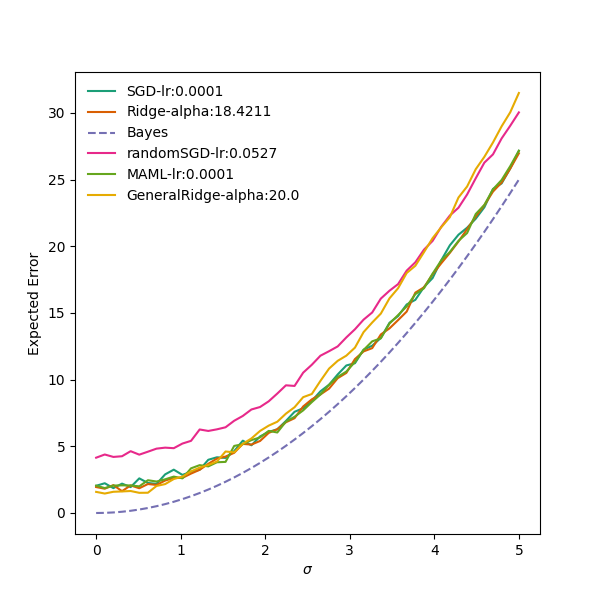 SGD-lr:0.0001
Ridge-alpha:18.4211
Bayes
randomSGD-lr:0.0527
MAML-lr:0.0001
GeneralRidge-alpha:20.0
Expected Error
30
25
20
15
10
5
0
0 1 2 3 4 5
σ